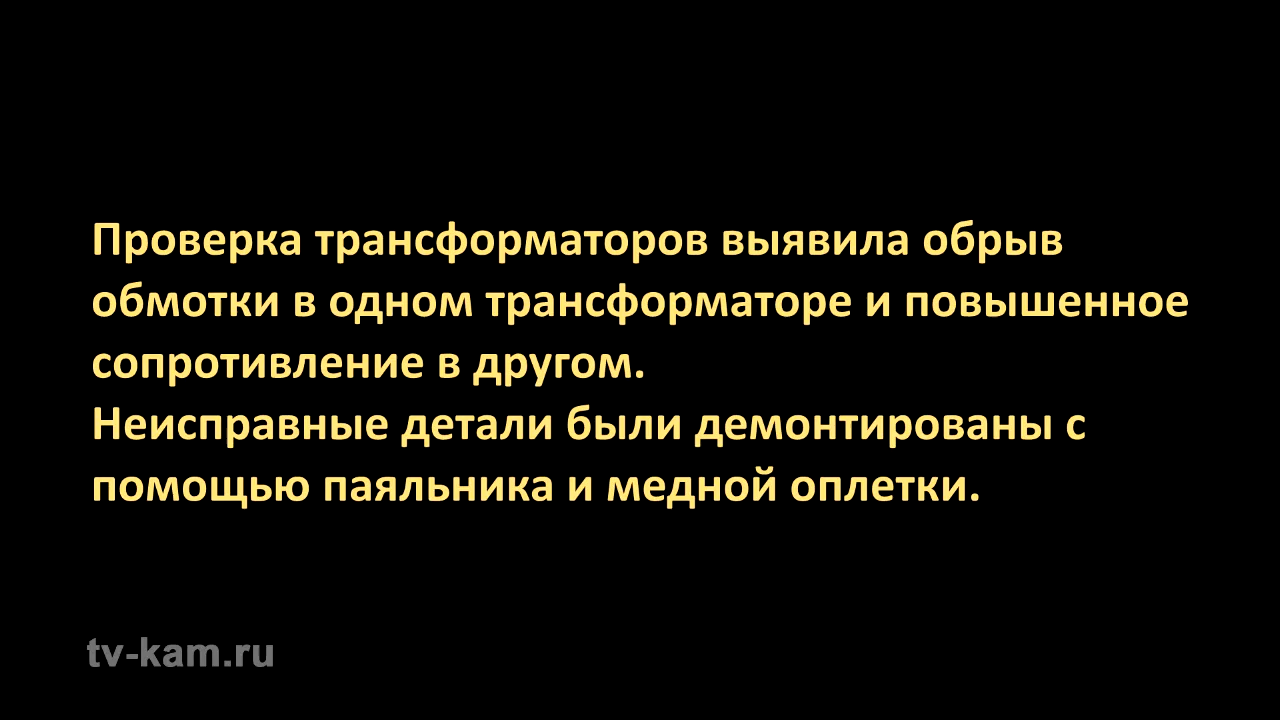 Проверка трансформаторов выявила обрыв
обмотки в одном трансформаторе и повышенное
сопротивление в другом.
Неисправные детали были демонтированы с
помощью паяльника и медной оплетки.
tv-kam.ru